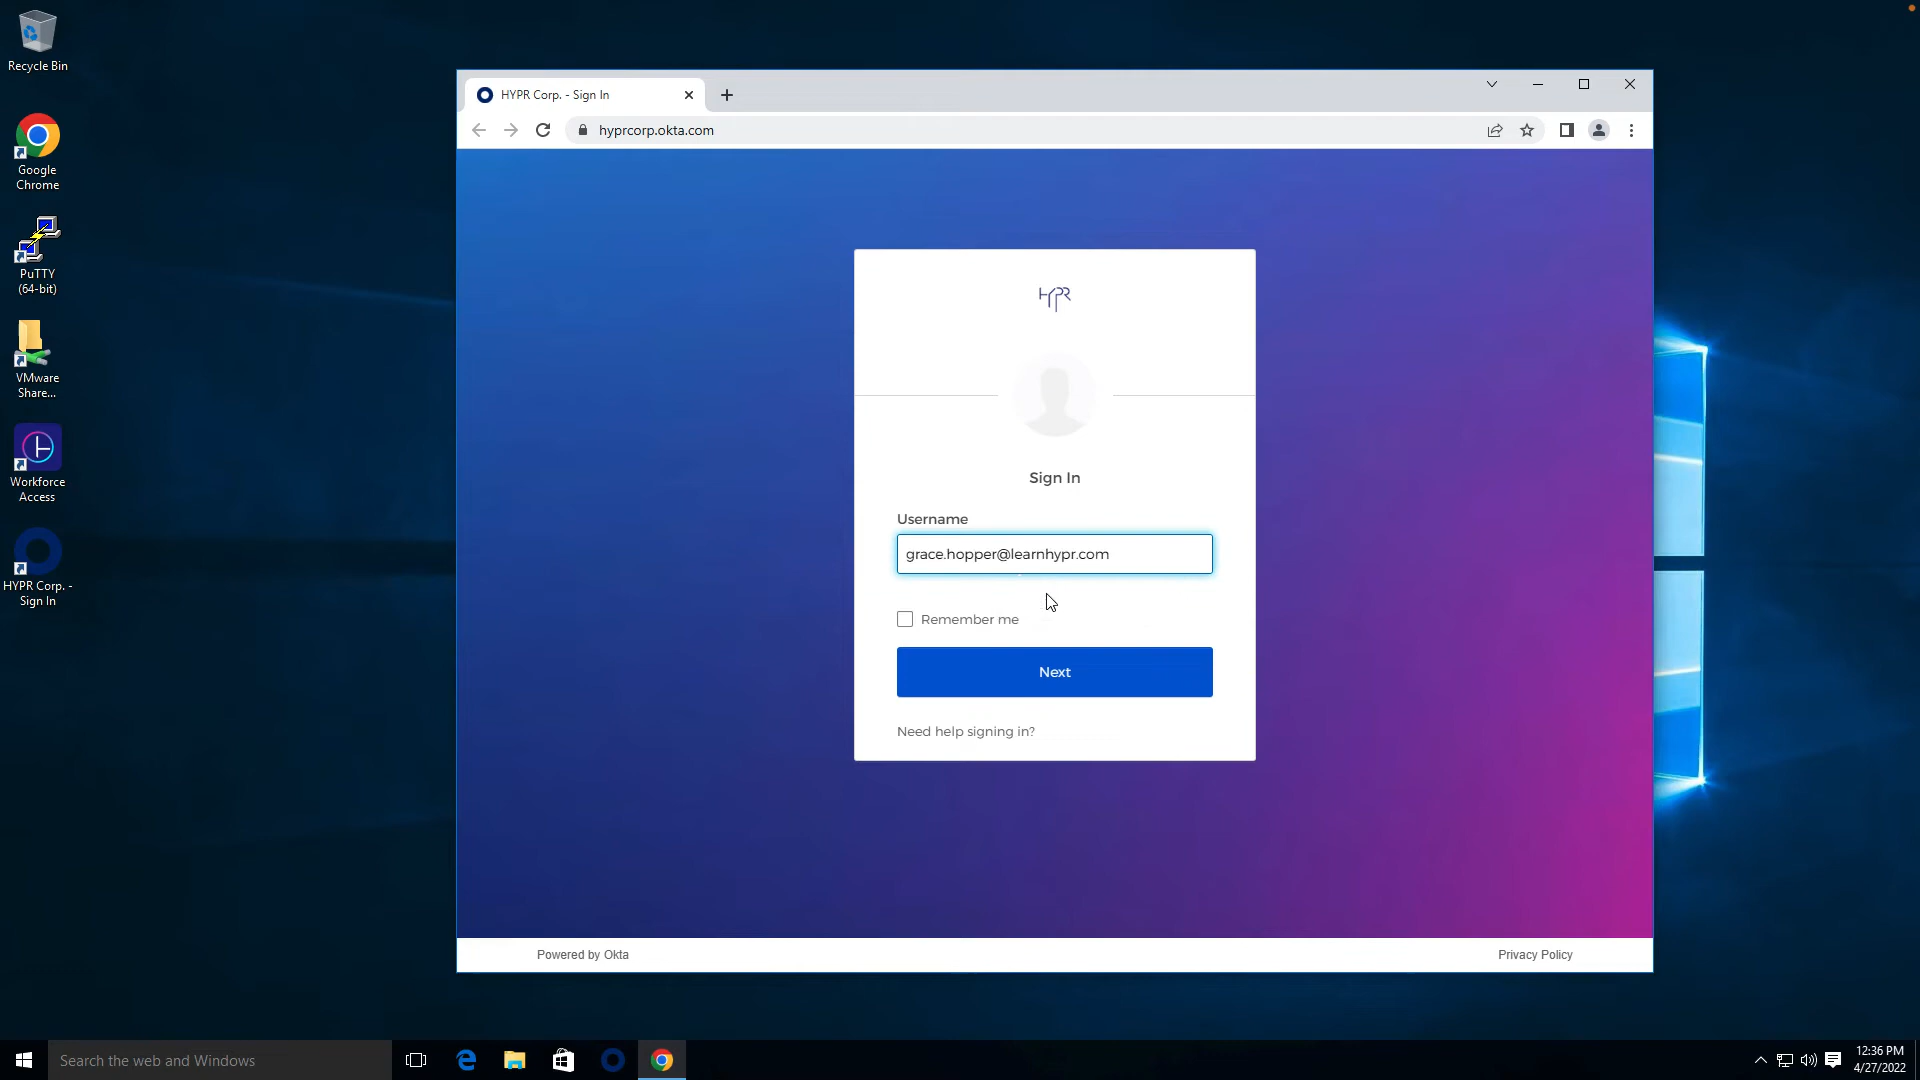 Recycle Bin
Google
Chrome
PuTTY
(64-bit)
VMware
Share...
Workforce
Access
HYPR Corp. -
Sign In
HYPR Corp. - Sign In
hyprcorp.okta.com
HYPR
Sign In
Username
grace.hopper@learnhypr.com
Remember me
Next
Need help signing in?
Powered by Okta
Privacy Policy
Search the web and Windows
12:36 PM
4/27/2022